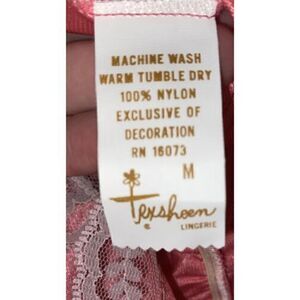 MACHINE WASH
WARM TUMBLE DRY
100% NYLON
EXCLUSIVE OF
DECORATION
RN 16073
M
Texsheen
®
LINGERIE